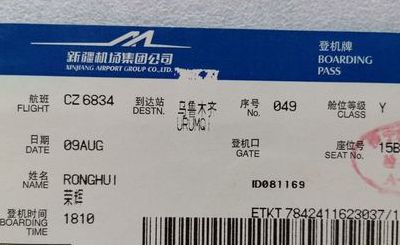 新疆机场集团公司
XINJIANG AIRPORT GROUP CO.,LTD.
登机牌
BOARDING
PASS
航班 CZ6834 到达站 乌鲁木齐 序号 049 舱位等级 Y
FLIGHT DESTN. URUMQI No. CLASS
日期 09AUG 登机口 座位号 15B
DATE GATE SEAT No.
姓名 RONGHUI ID081169
NAME 荣辉
登机时间 1810
BOARDING
TIME
ETKT7842411623037/1